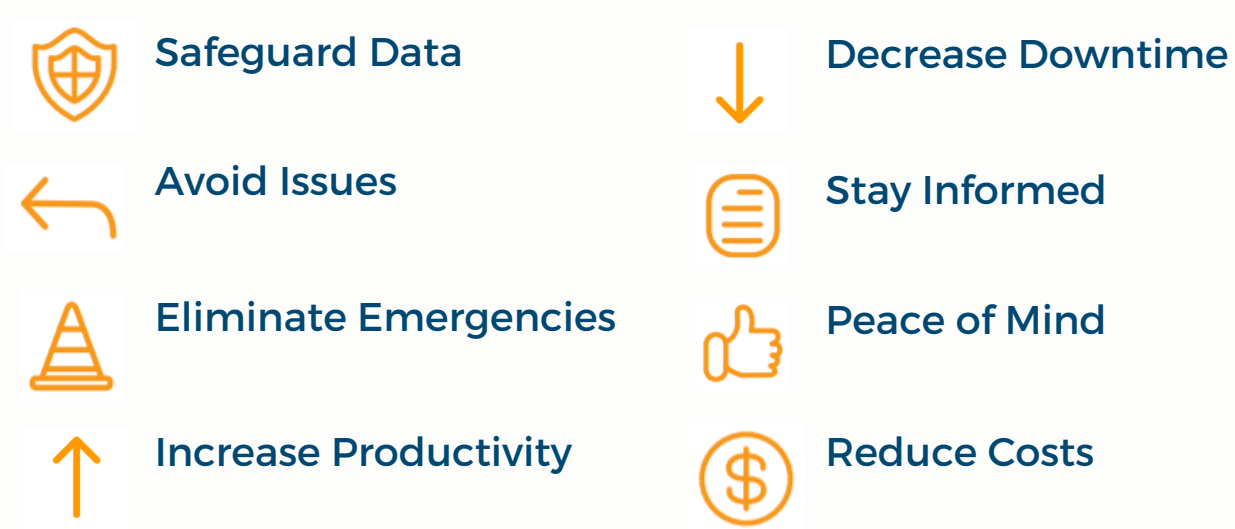 Safeguard Data
Avoid Issues
Eliminate Emergencies
Increase Productivity
Decrease Downtime
Stay Informed
Peace of Mind
Reduce Costs